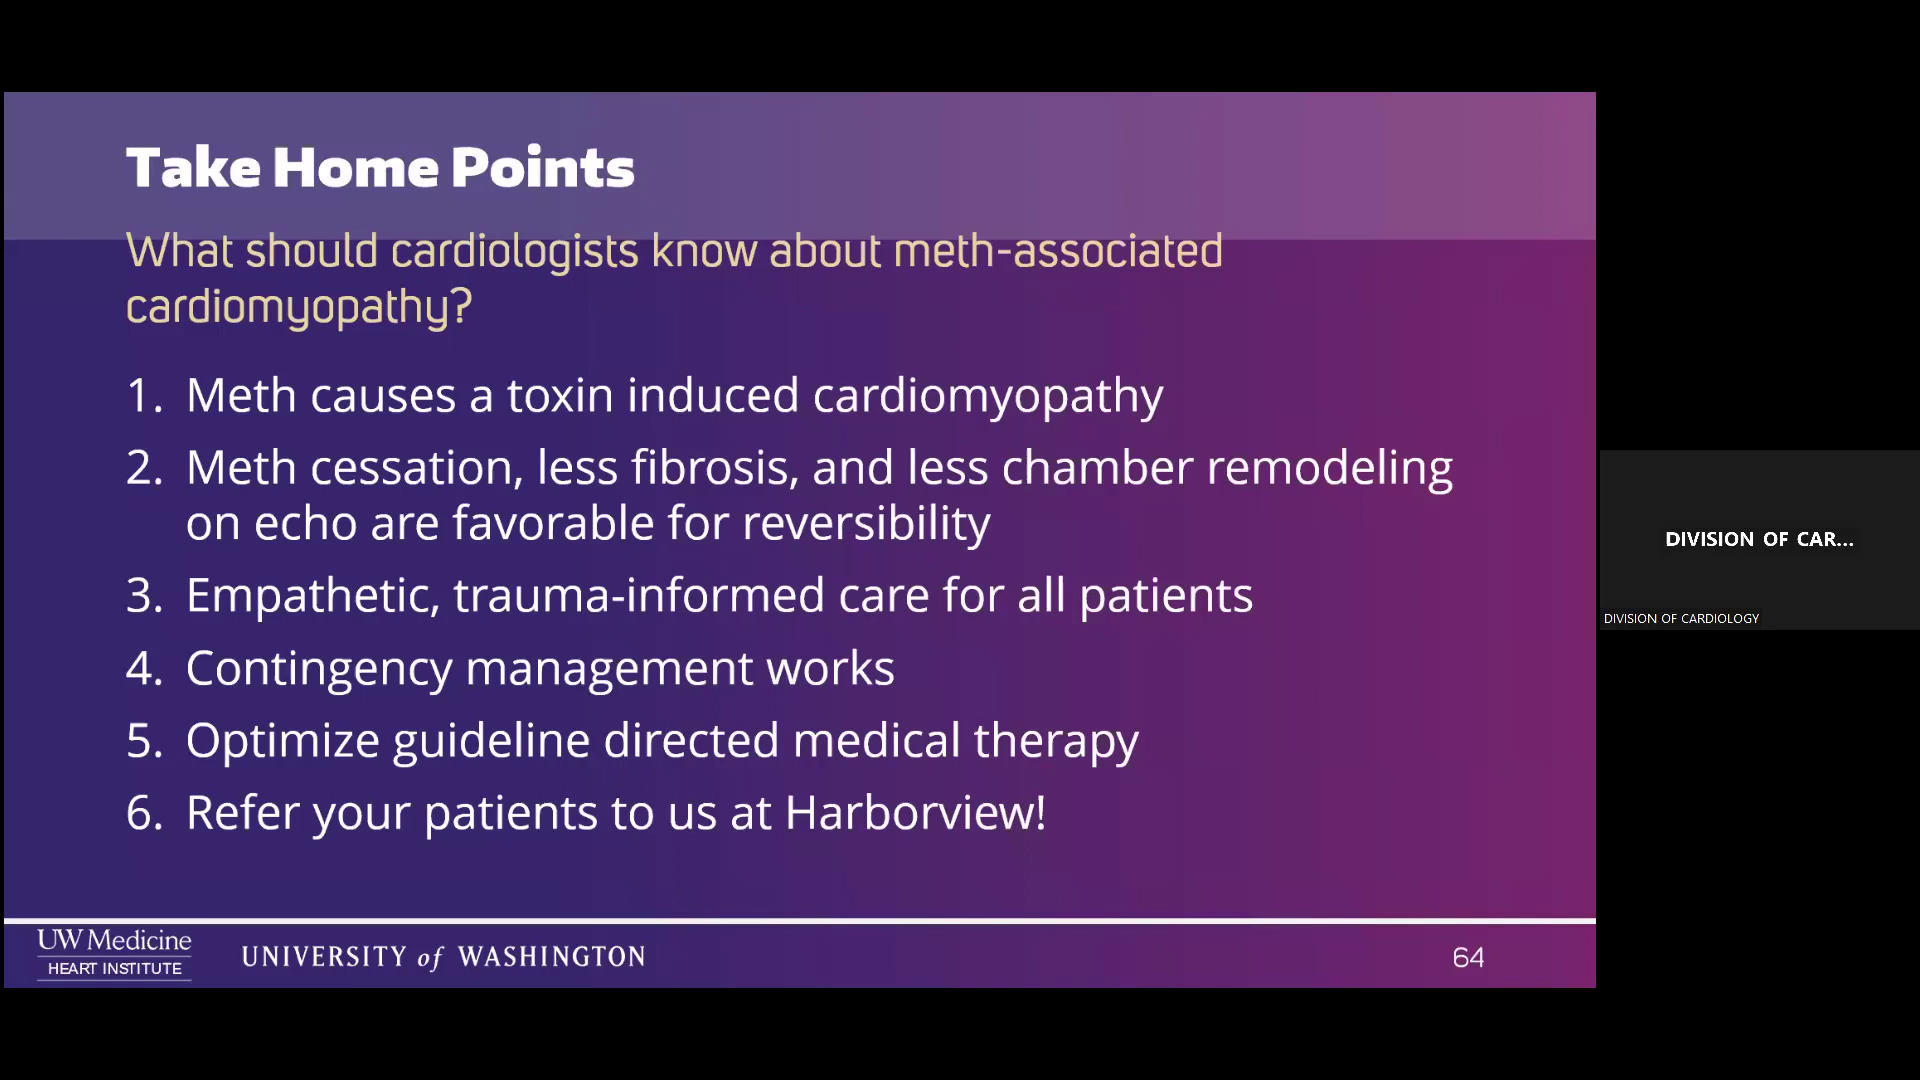 Take Home Points
What should cardiologists know about meth-associated
cardiomyopathy?
1. Meth causes a toxin induced cardiomyopathy
2. Meth cessation, less fibrosis, and less chamber remodeling
on echo are favorable for reversibility
3. Empathetic, trauma-informed care for all patients
4. Contingency management works
5. Optimize guideline directed medical therapy
6. Refer your patients to us at Harborview!
UW Medicine
HEART INSTITUTE
UNIVERSITY of WASHINGTON
64
DIVISION OF CAR...
DIVISION OF CARDIOLOGY